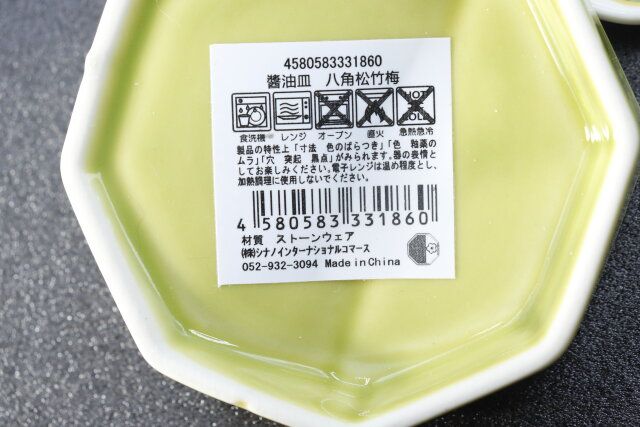 4580583331860
醬油皿 八角松竹梅
食洗機 レンジ オーブン 直火 急熱急冷
製品の特性上「寸法 色のばらつき」「色 釉薬の
ムラ」「穴 突起 黒点」がみられます。器の表情と
してお楽しみください。電子レンジは温め程度とし、
加熱調理に使用しないでください。
4 580583 331860
材質 ストーンウェア
㈱シナノインターナショナルコマース
052-932-3094 Made in China